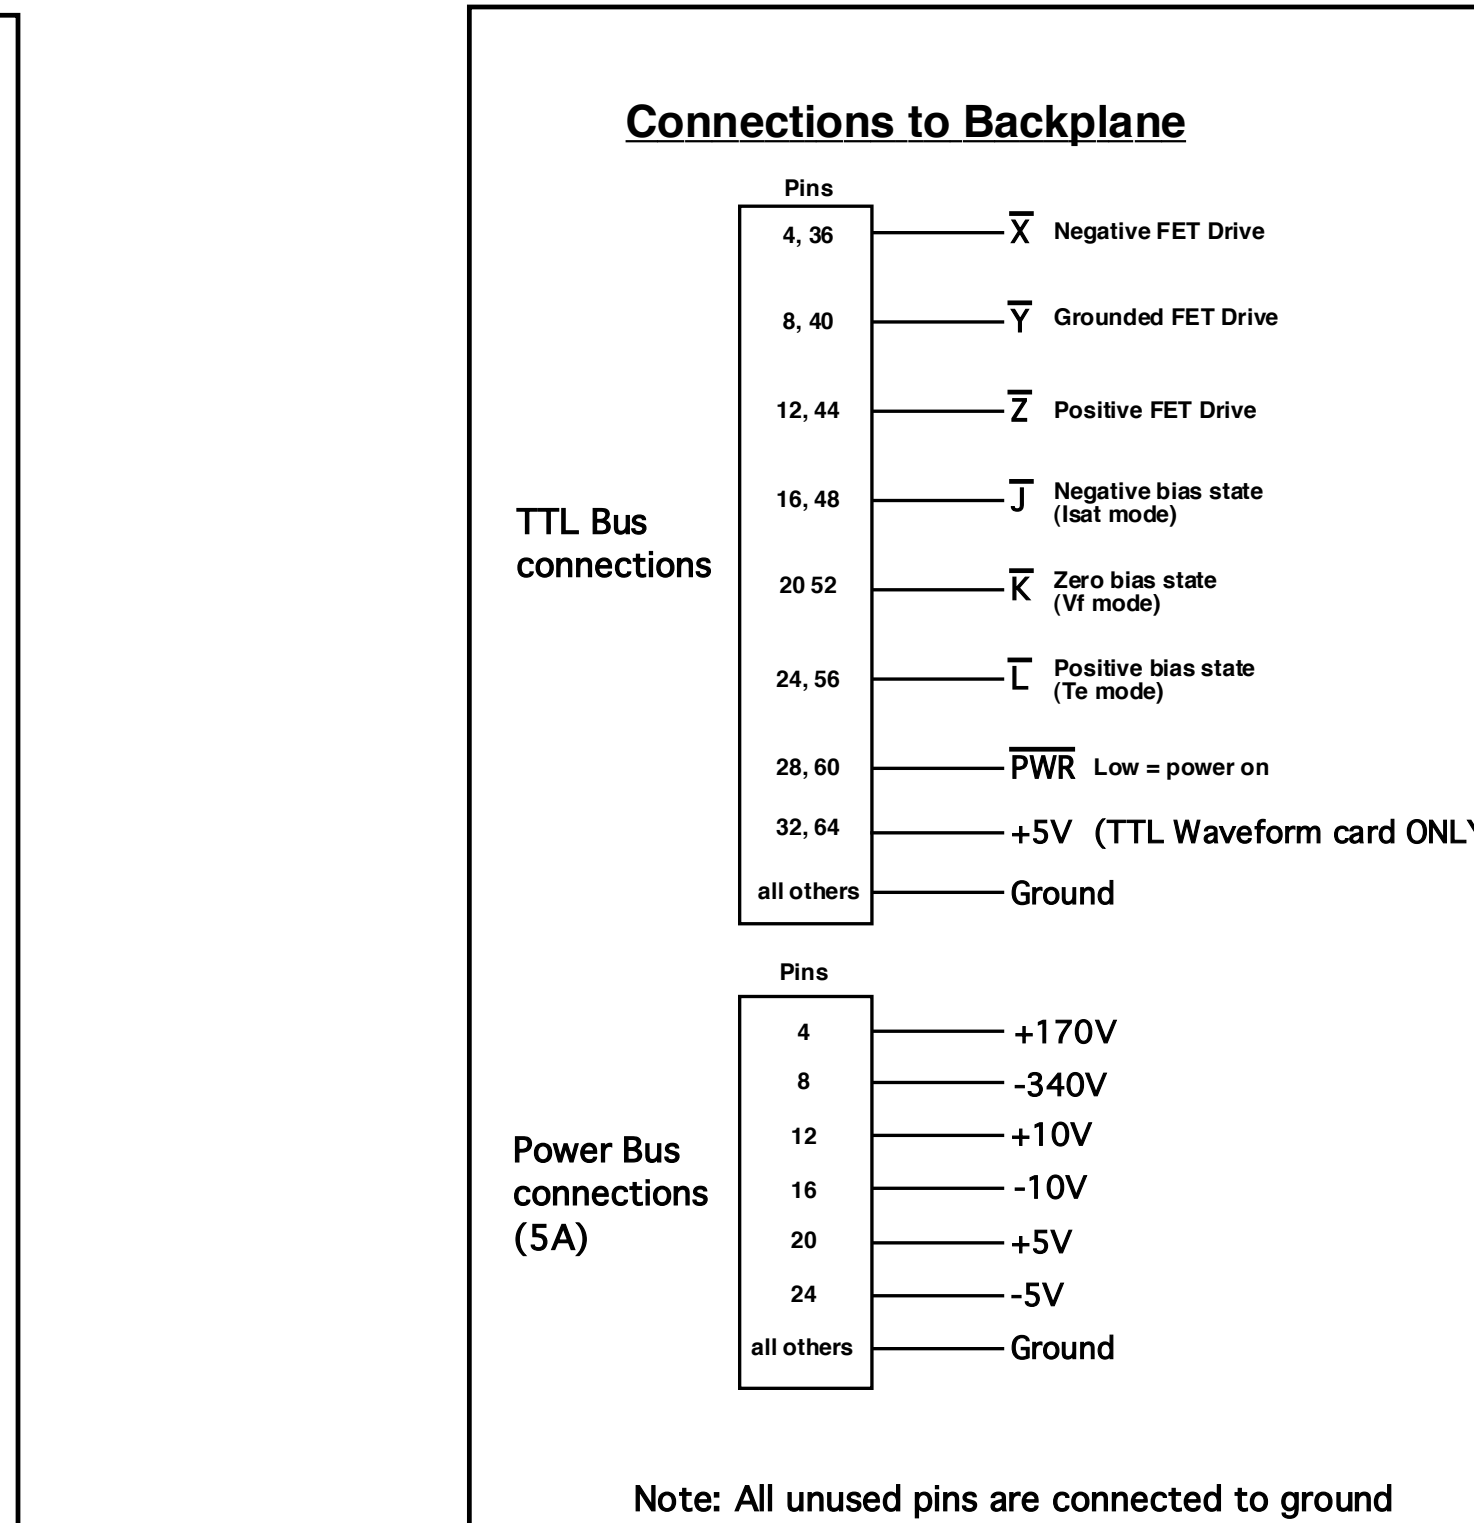 Connections to Backplane
Pins
4, 36 X̅ Negative FET Drive
8, 40 Y̅ Grounded FET Drive
12, 44 Z̅ Positive FET Drive
16, 48 J̅ Negative bias state
(Isat mode)
TTL Bus
connections
20 52 K̅ Zero bias state
(Vf mode)
24, 56 L̅ Positive bias state
(Te mode)
28, 60 P̅W̅R̅ Low = power on
32, 64 +5V (TTL Waveform card ONLY
all others Ground
Pins
4 +170V
8 -340V
12 +10V
16 -10V
Power Bus
connections
(5A)
20 +5V
24 -5V
all others Ground
Note: All unused pins are connected to ground